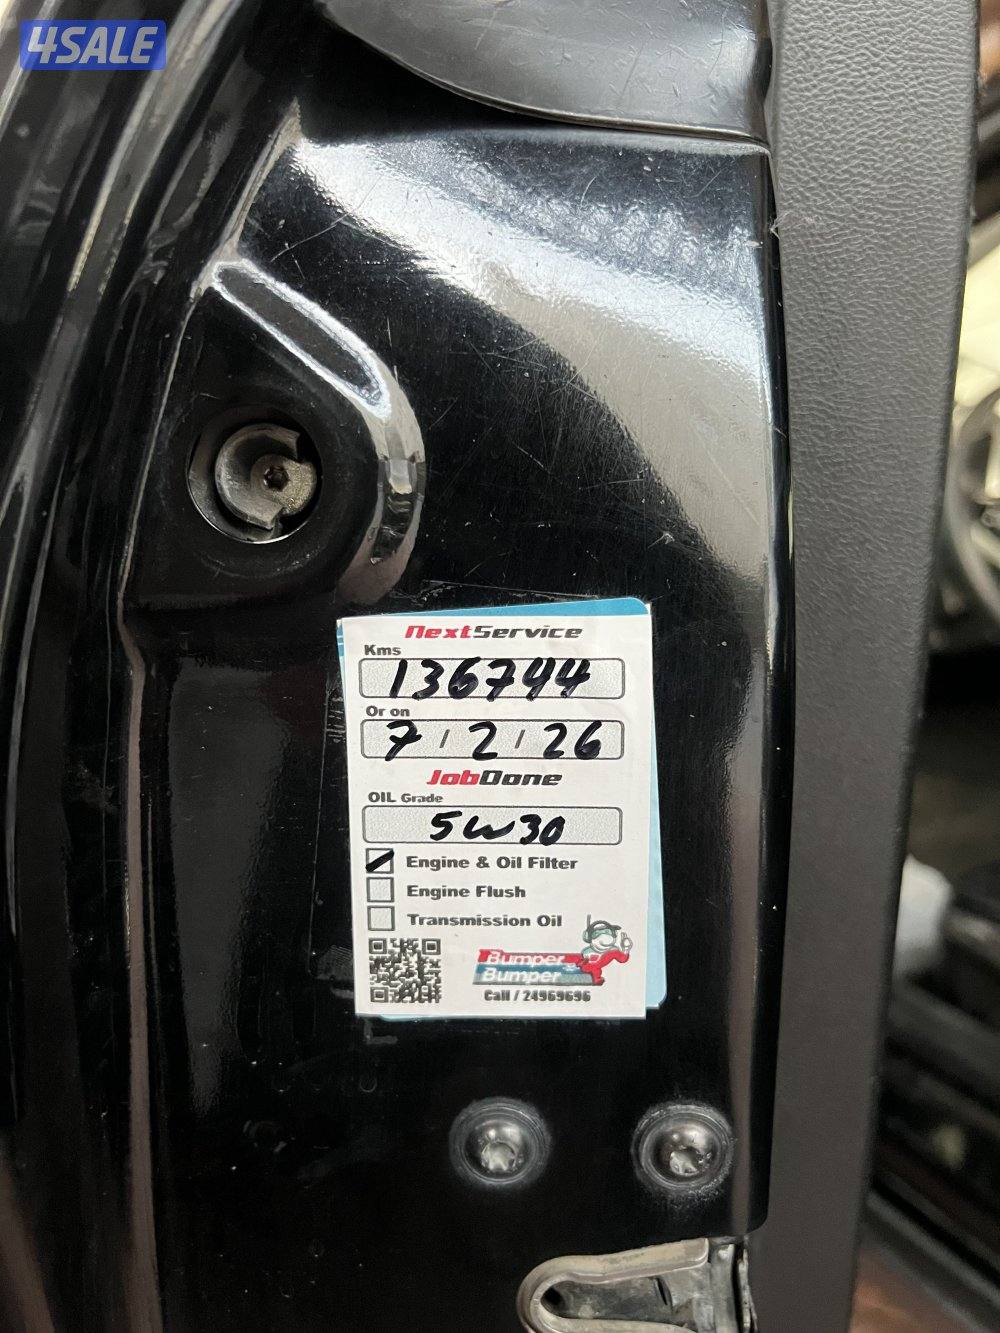 4SALE
NextService
Kms
136744
Or on
7 / 2 / 26
JobDone
OIL Grade
5W30
Engine & Oil Filter
Engine Flush
Transmission Oil
Bumper to
Bumper
Call / 24969696